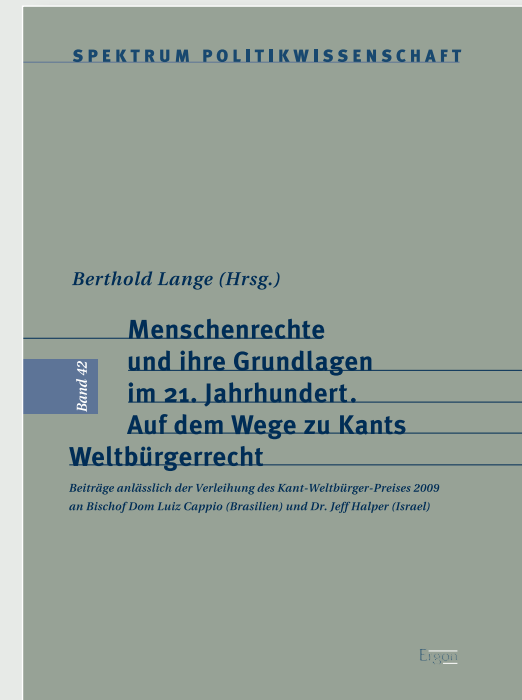 SPEKTRUM POLITIKWISSENSCHAFT
Berthold Lange (Hrsg.)
Menschenrechte
und ihre Grundlagen
im 21. Jahrhundert.
Auf dem Wege zu Kants
Weltbürgerrecht
Band 42
Beiträge anlässlich der Verleihung des Kant-Weltbürger-Preises 2009
an Bischof Dom Luiz Cappio (Brasilien) und Dr. Jeff Halper (Israel)
Ergon